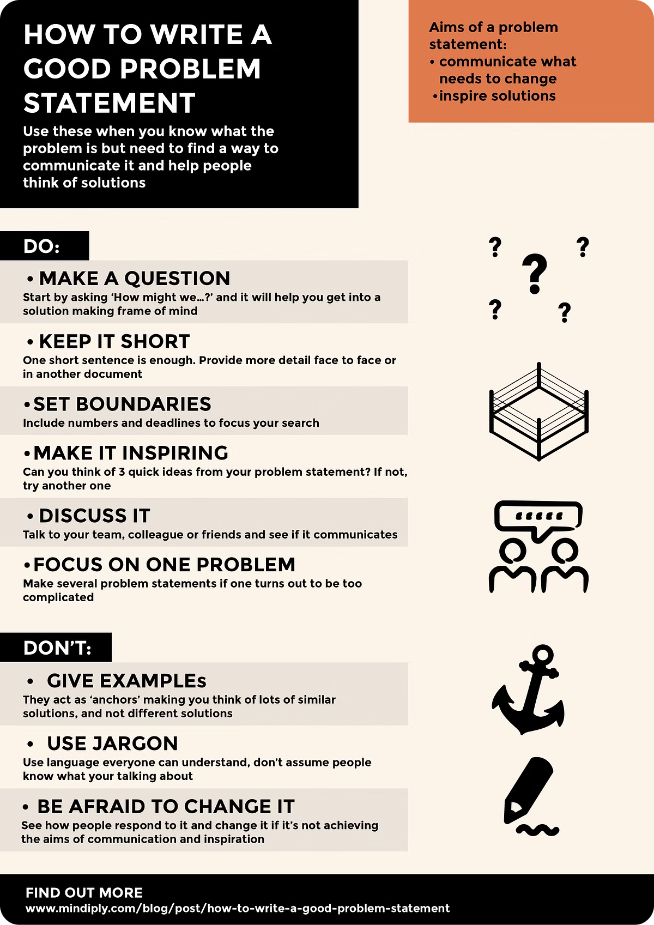 HOW TO WRITE A
GOOD PROBLEM
STATEMENT
Use these when you know what the
problem is but need to find a way to
communicate it and help people
think of solutions
Aims of a problem
statement:
• communicate what
needs to change
•inspire solutions
DO:
• MAKE A QUESTION
Start by asking 'How might we...?' and it will help you get into a
solution making frame of mind
• KEEP IT SHORT
One short sentence is enough. Provide more detail face to face or
in another document
•SET BOUNDARIES
Include numbers and deadlines to focus your search
•MAKE IT INSPIRING
Can you think of 3 quick ideas from your problem statement? If not,
try another one
• DISCUSS IT
Talk to your team, colleague or friends and see if it communicates
•FOCUS ON ONE PROBLEM
Make several problem statements if one turns out to be too
complicated
DON'T:
• GIVE EXAMPLEs
They act as 'anchors' making you think of lots of similar
solutions, and not different solutions
• USE JARGON
Use language everyone can understand, don't assume people
know what your talking about
• BE AFRAID TO CHANGE IT
See how people respond to it and change it if it's not achieving
the aims of communication and inspiration
FIND OUT MORE
www.mindiply.com/blog/post/how-to-write-a-good-problem-statement